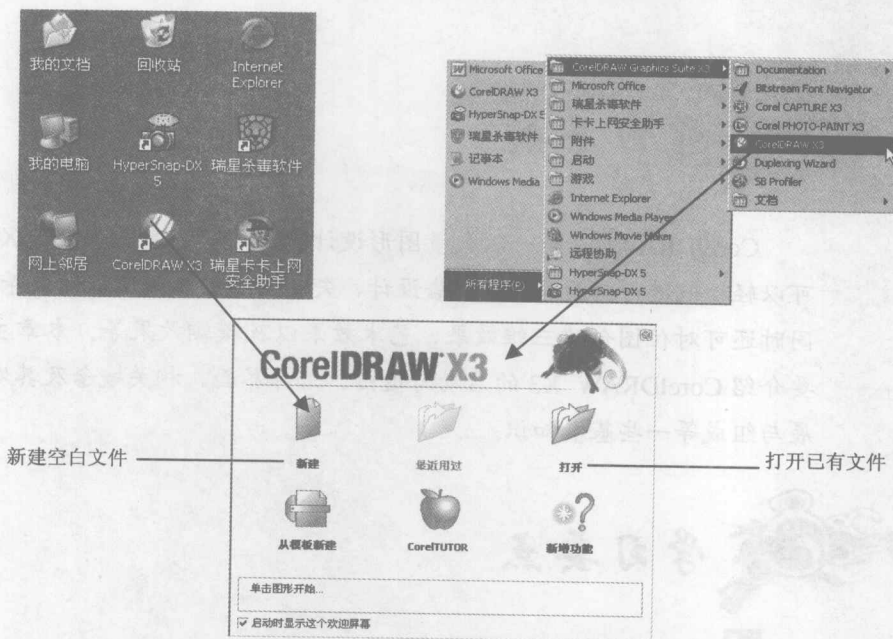 我的文档
回收站
Internet Explorer
我的电脑
HyperSnap-DX 5
瑞星杀毒软件
网上邻居
CorelDRAW X3
瑞星卡卡上网安全助手
Microsoft Office
CorelDRAW X3
HyperSnap-DX 5
瑞星杀毒软件
记事本
Windows Media
所有程序(P)
CorelDRAW Graphics Suite X3
Microsoft Office
瑞星杀毒软件
卡卡上网安全助手
附件
启动
游戏
Internet Explorer
Windows Media Player
Windows Movie Maker
远程协助
HyperSnap-DX 5
HyperSnap-DX 5
Documentation
Bitstream Font Navigator
Corel CAPTURE X3
Corel PHOTO-PAINT X3
CorelDRAW X3
Duplexing Wizard
SB Profiler
文档
CorelDRAW X3
新建
最近用过
打开
新建空白文件
打开已有文件
从模板新建
CorelTUTOR
新增功能
单击图形开始...
启动时显示这个欢迎屏幕